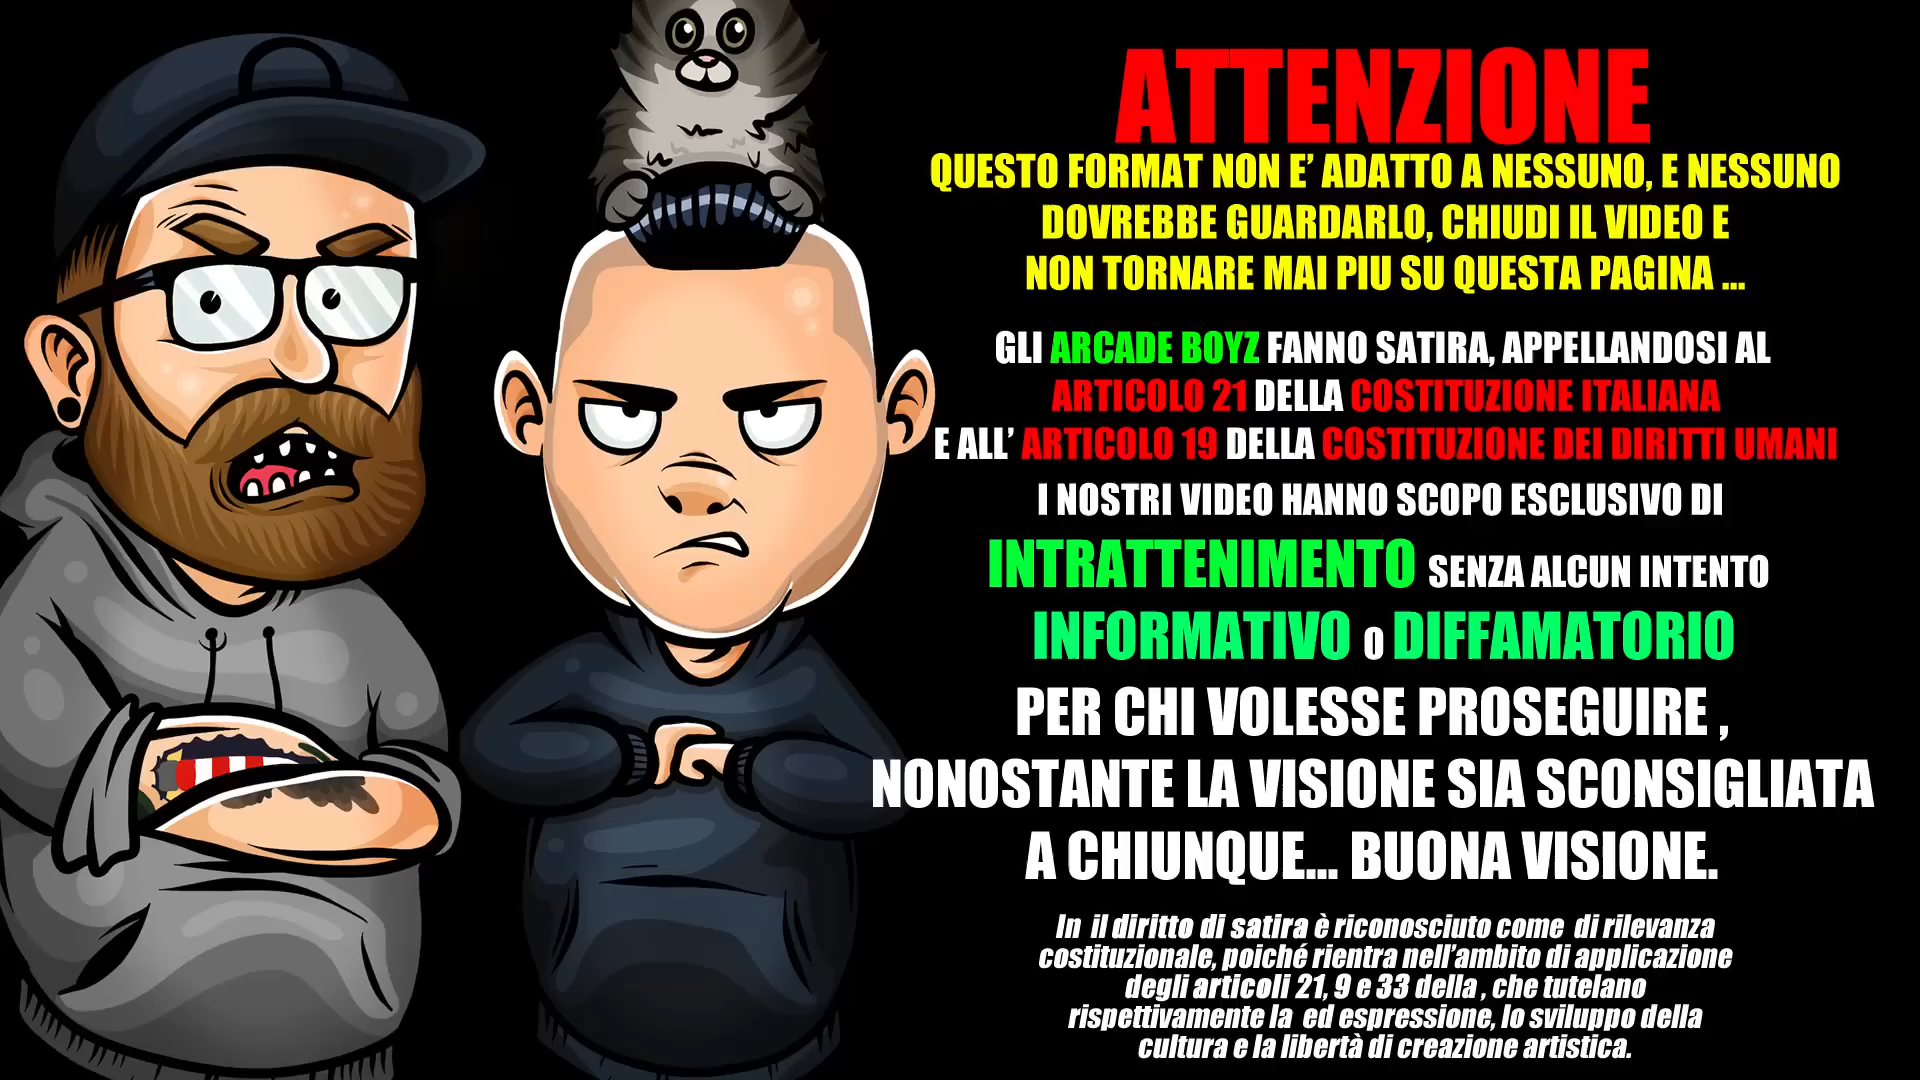 ATTENZIONE
QUESTO FORMAT NON E' ADATTO A NESSUNO, E NESSUNO
DOVREBBE GUARDARLO, CHIUDI IL VIDEO E
NON TORNARE MAI PIU SU QUESTA PAGINA ...
GLI ARCADE BOYZ FANNO SATIRA, APPELLANDOSI AL
ARTICOLO 21 DELLA COSTITUZIONE ITALIANA
E ALL' ARTICOLO 19 DELLA COSTITUZIONE DEI DIRITTI UMANI
I NOSTRI VIDEO HANNO SCOPO ESCLUSIVO DI
INTRATTENIMENTO SENZA ALCUN INTENTO
INFORMATIVO O DIFFAMATORIO
PER CHI VOLESSE PROSEGUIRE ,
NONOSTANTE LA VISIONE SIA SCONSIGLIATA
A CHIUNQUE... BUONA VISIONE.
In il diritto di satira è riconosciuto come di rilevanza
costituzionale, poiché rientra nell'ambito di applicazione
degli articoli 21, 9 e 33 della , che tutelano
rispettivamente la ed espressione, lo sviluppo della
cultura e la libertà di creazione artistica.